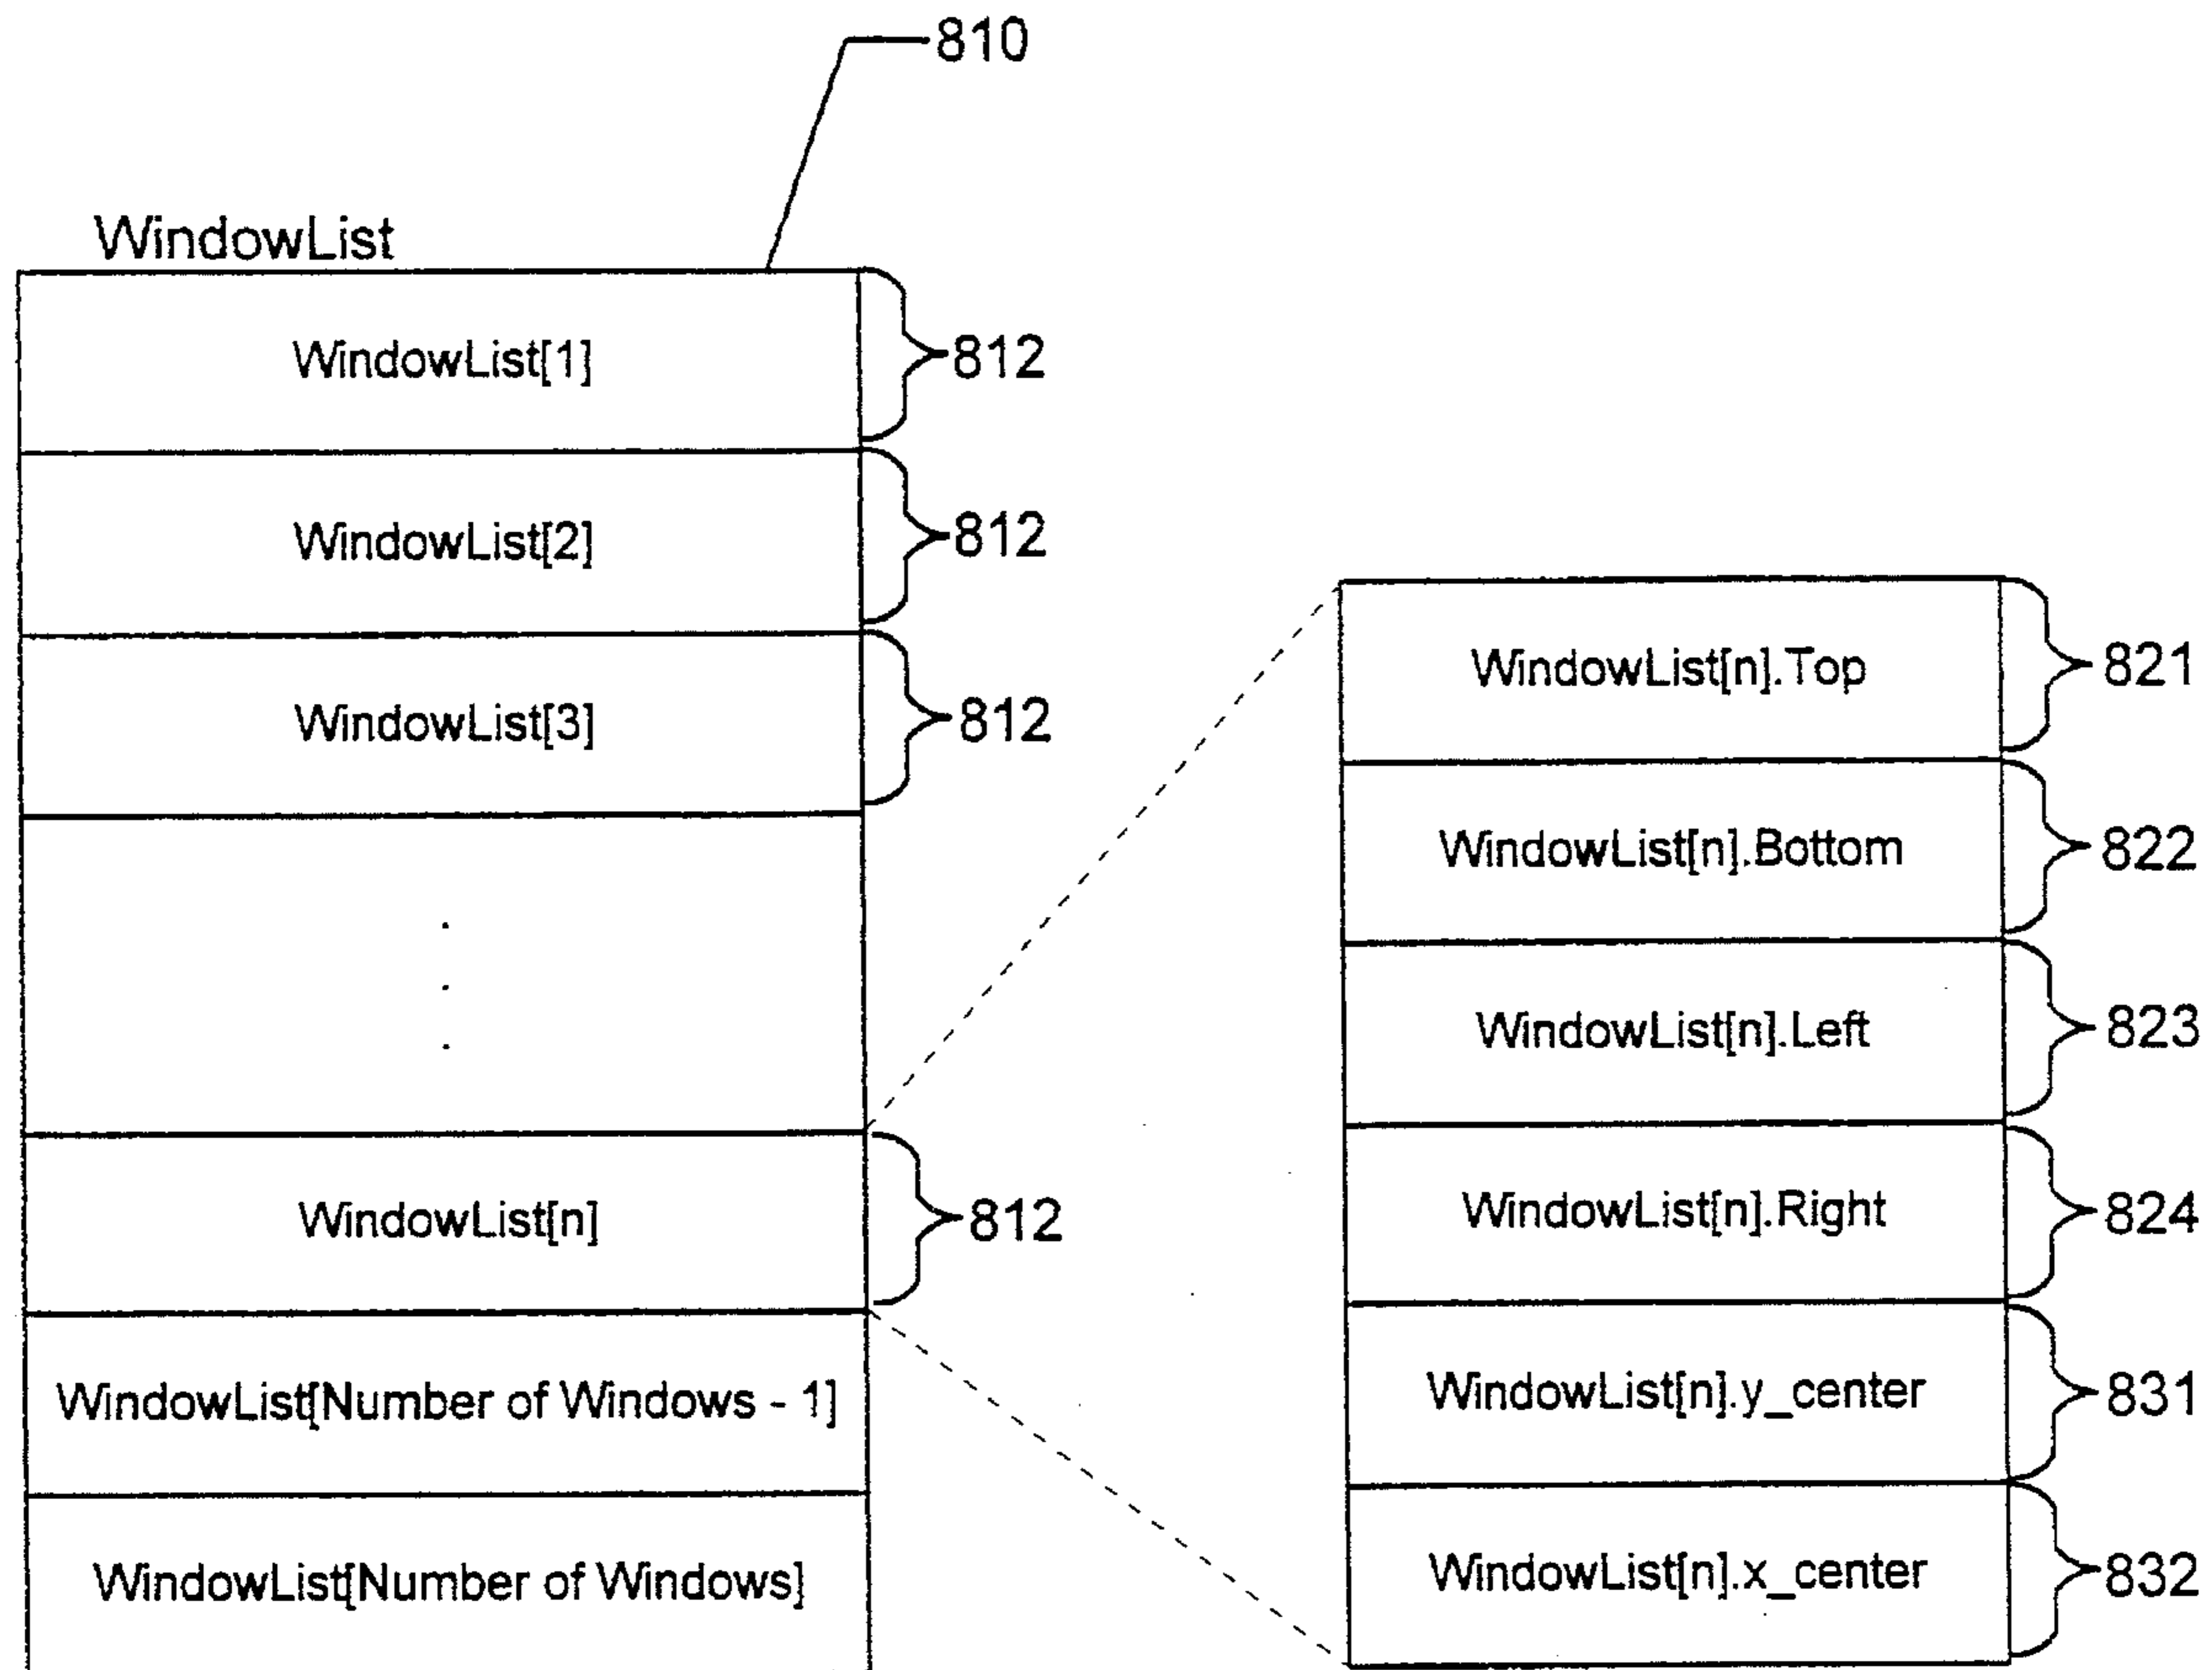 810
WindowList
WindowList[1]
812
WindowList[2]
812
WindowList[3]
812
.
.
.
WindowList[n]
812
WindowList[Number of Windows - 1]
WindowList[Number of Windows]
WindowList[n].Top
821
WindowList[n].Bottom
822
WindowList[n].Left
823
WindowList[n].Right
824
WindowList[n].y_center
831
WindowList[n].x_center
832